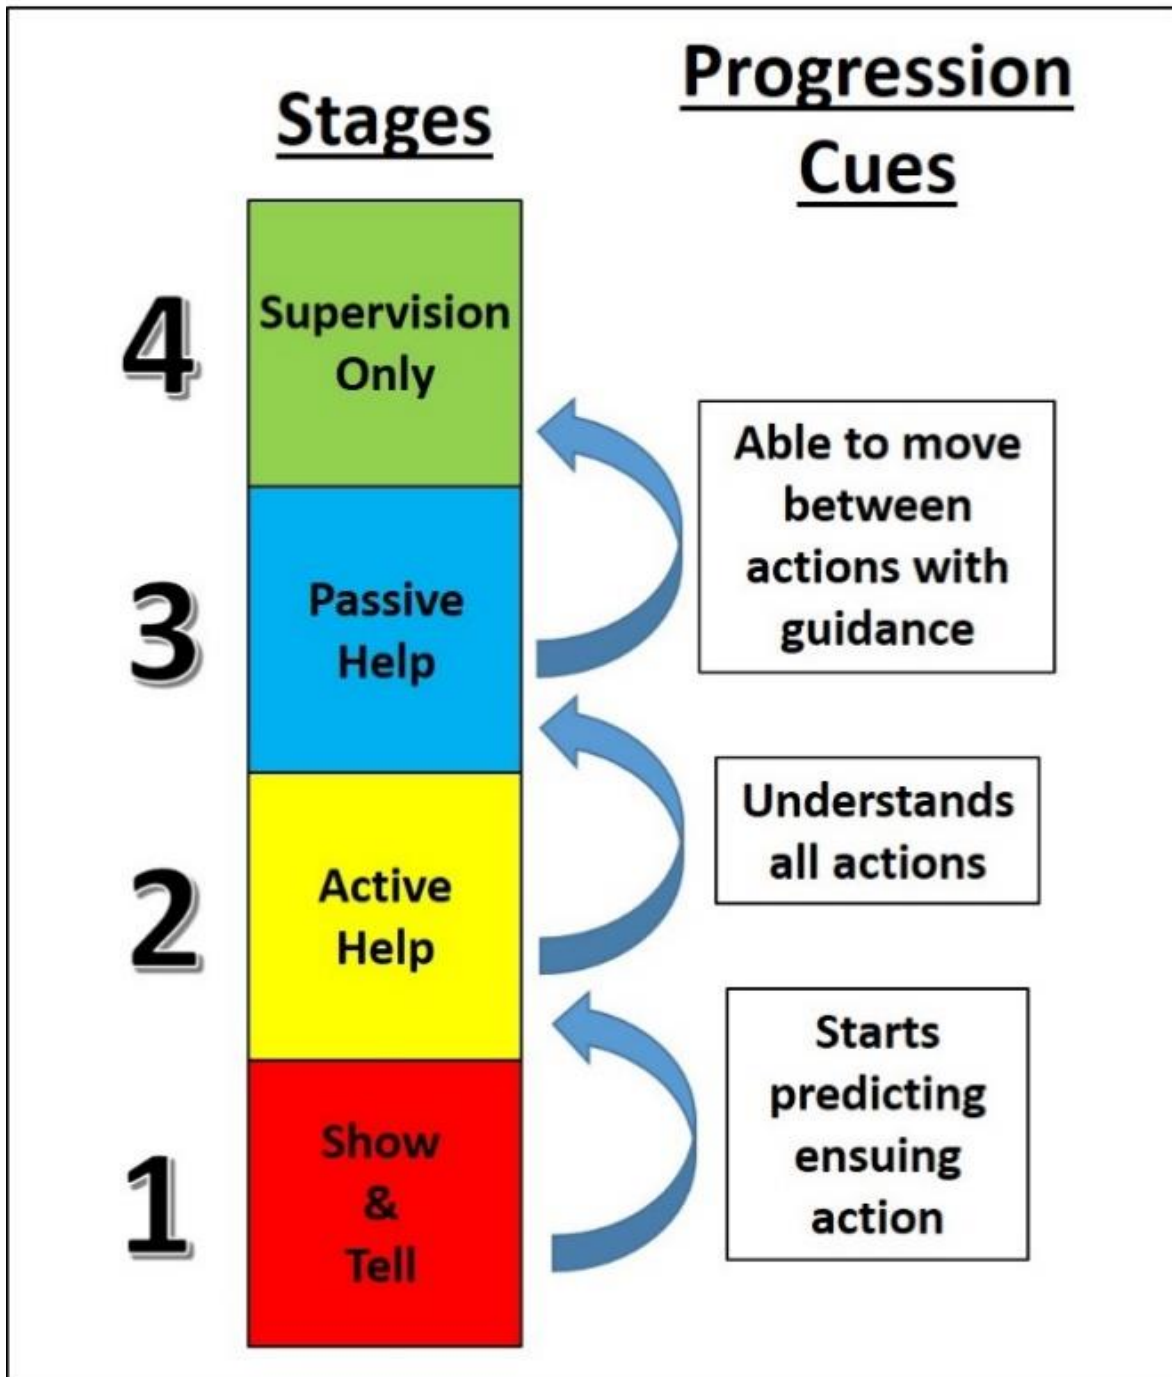 Stages
Progression
Cues
4
Supervision
Only
Able to move
between
actions with
guidance
3
Passive
Help
Understands
all actions
2
Active
Help
Starts
predicting
ensuing
action
1
Show
&
Tell